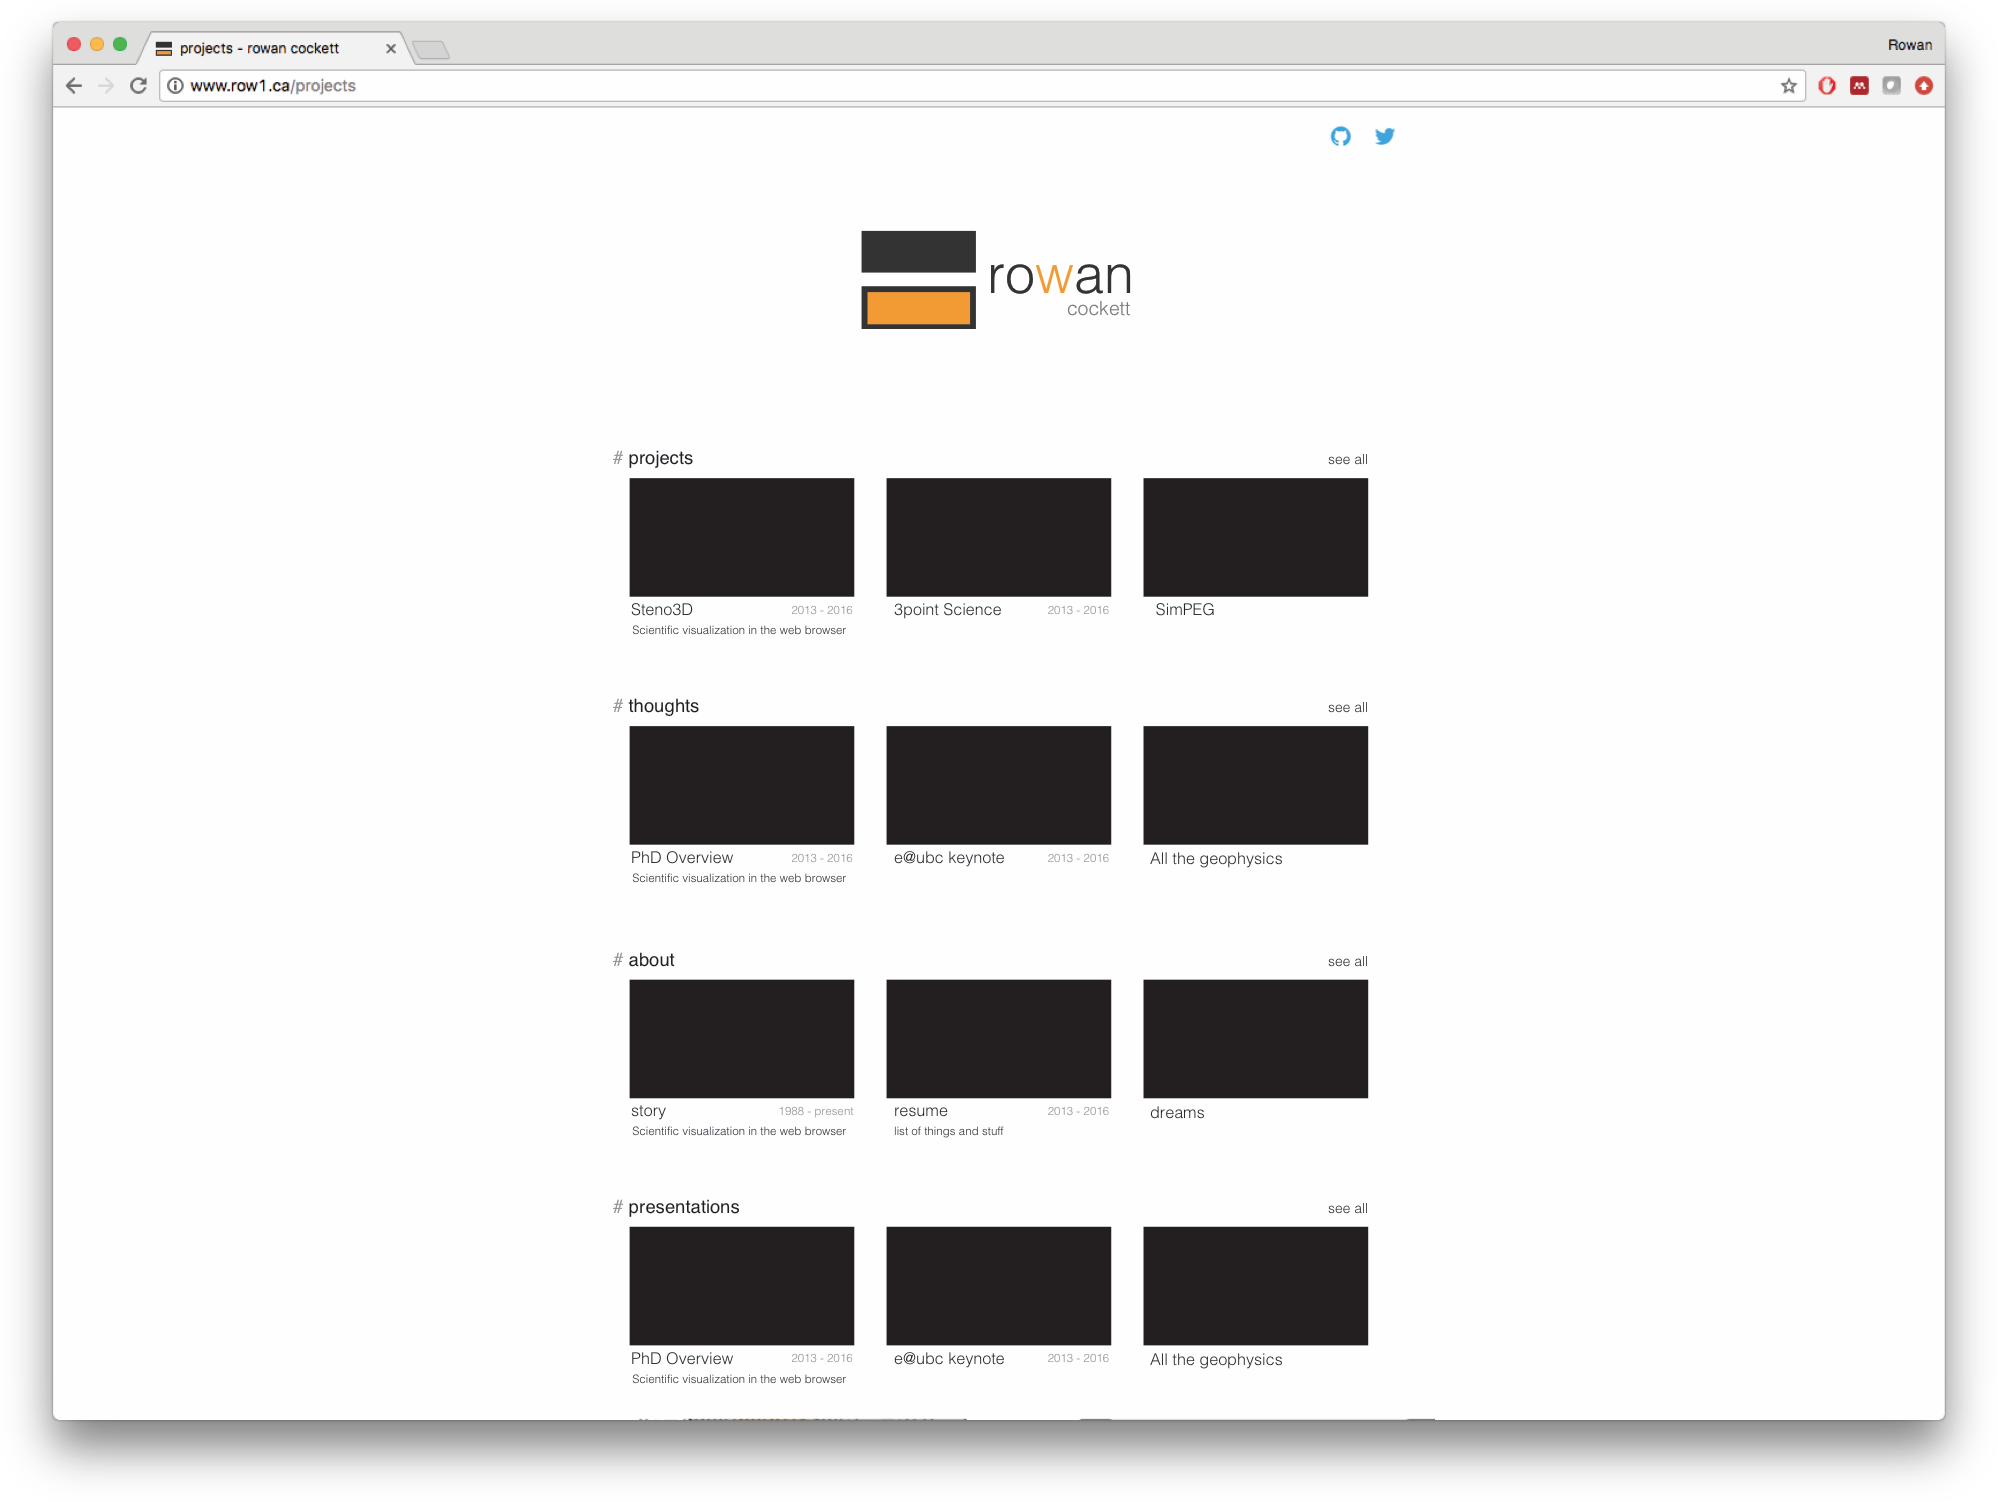 projects - rowan cockett
Rowan
www.row1.ca/projects
rowan
cockett
# projects see all
Steno3D 2013 - 2016 3point Science 2013 - 2016 SimPEG
Scientific visualization in the web browser
# thoughts see all
PhD Overview 2013 - 2016 e@ubc keynote 2013 - 2016 All the geophysics
Scientific visualization in the web browser
# about see all
story 1988 - present resume 2013 - 2016 dreams
Scientific visualization in the web browser list of things and stuff
# presentations see all
PhD Overview 2013 - 2016 e@ubc keynote 2013 - 2016 All the geophysics
Scientific visualization in the web browser